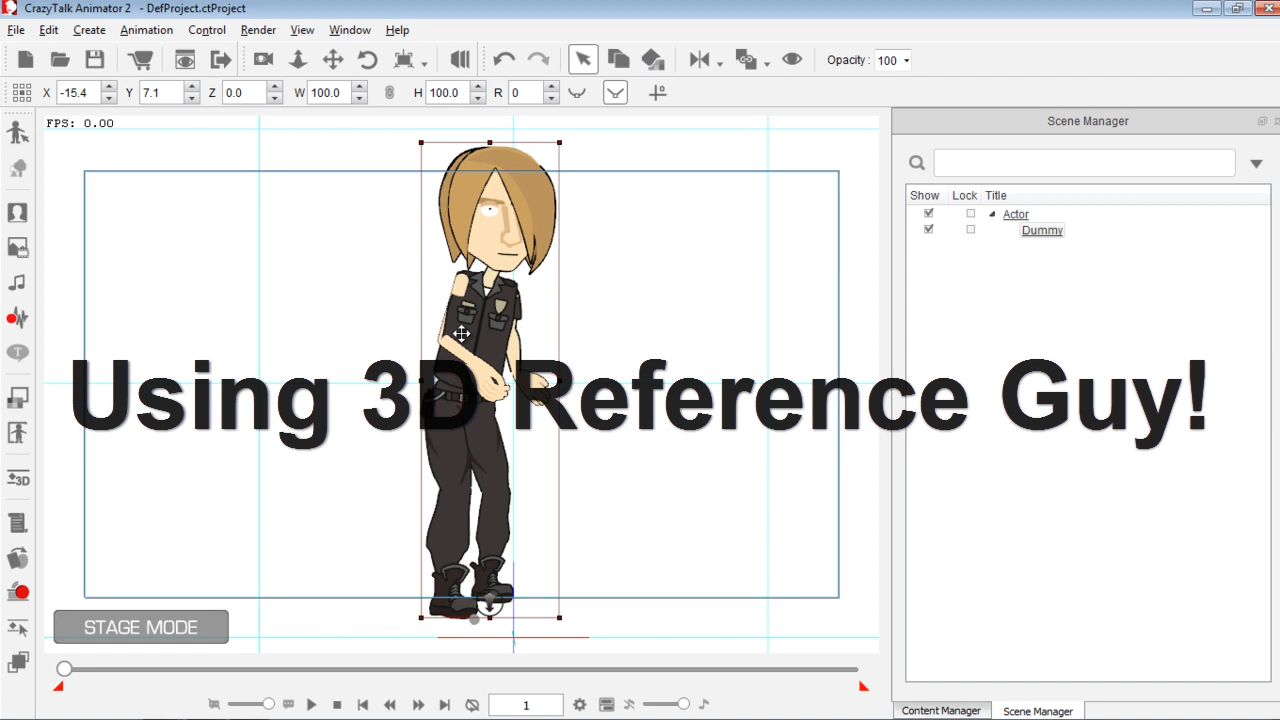 CrazyTalk Animator 2 - DefProject.ctProject
File Edit Create Animation Control Render View Window Help
Opacity : 100
X -15.4 Y 7.1 Z 0.0 W 100.0 H 100.0 R 0
FPS: 0.00
Scene Manager
Show Lock Title
Actor
Dummy
Using 3D Reference Guy!
3D
STAGE MODE
1
Content Manager Scene Manager